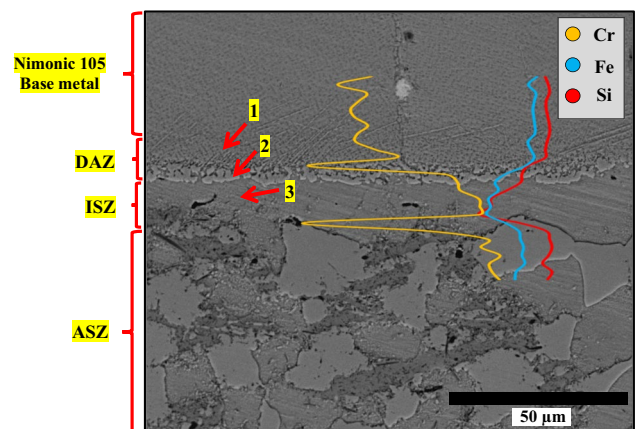 Nimonic 105
Base metal
DAZ
ISZ
ASZ
1
2
3
Cr
Fe
Si
50 µm